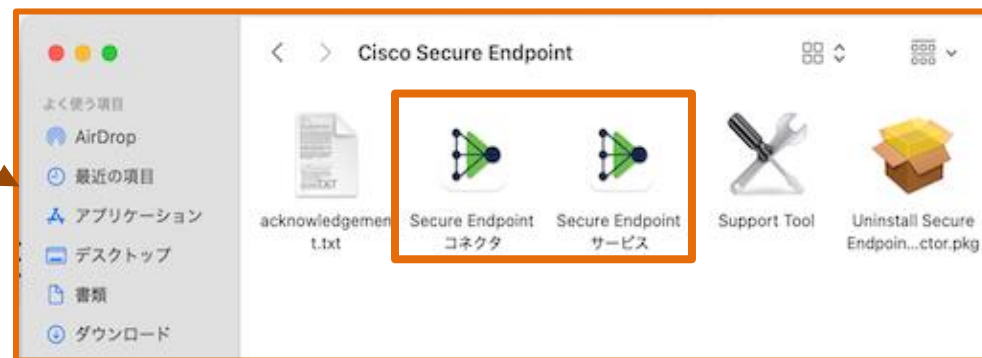 Cisco Secure Endpoint
よく使う項目
AirDrop
最近の項目
アプリケーション
デスクトップ
書類
ダウンロード
TXT
acknowledgemen
t.txt
Secure Endpoint
コネクタ
Secure Endpoint
サービス
Support Tool
Uninstall Secure
Endpoin...ctor.pkg